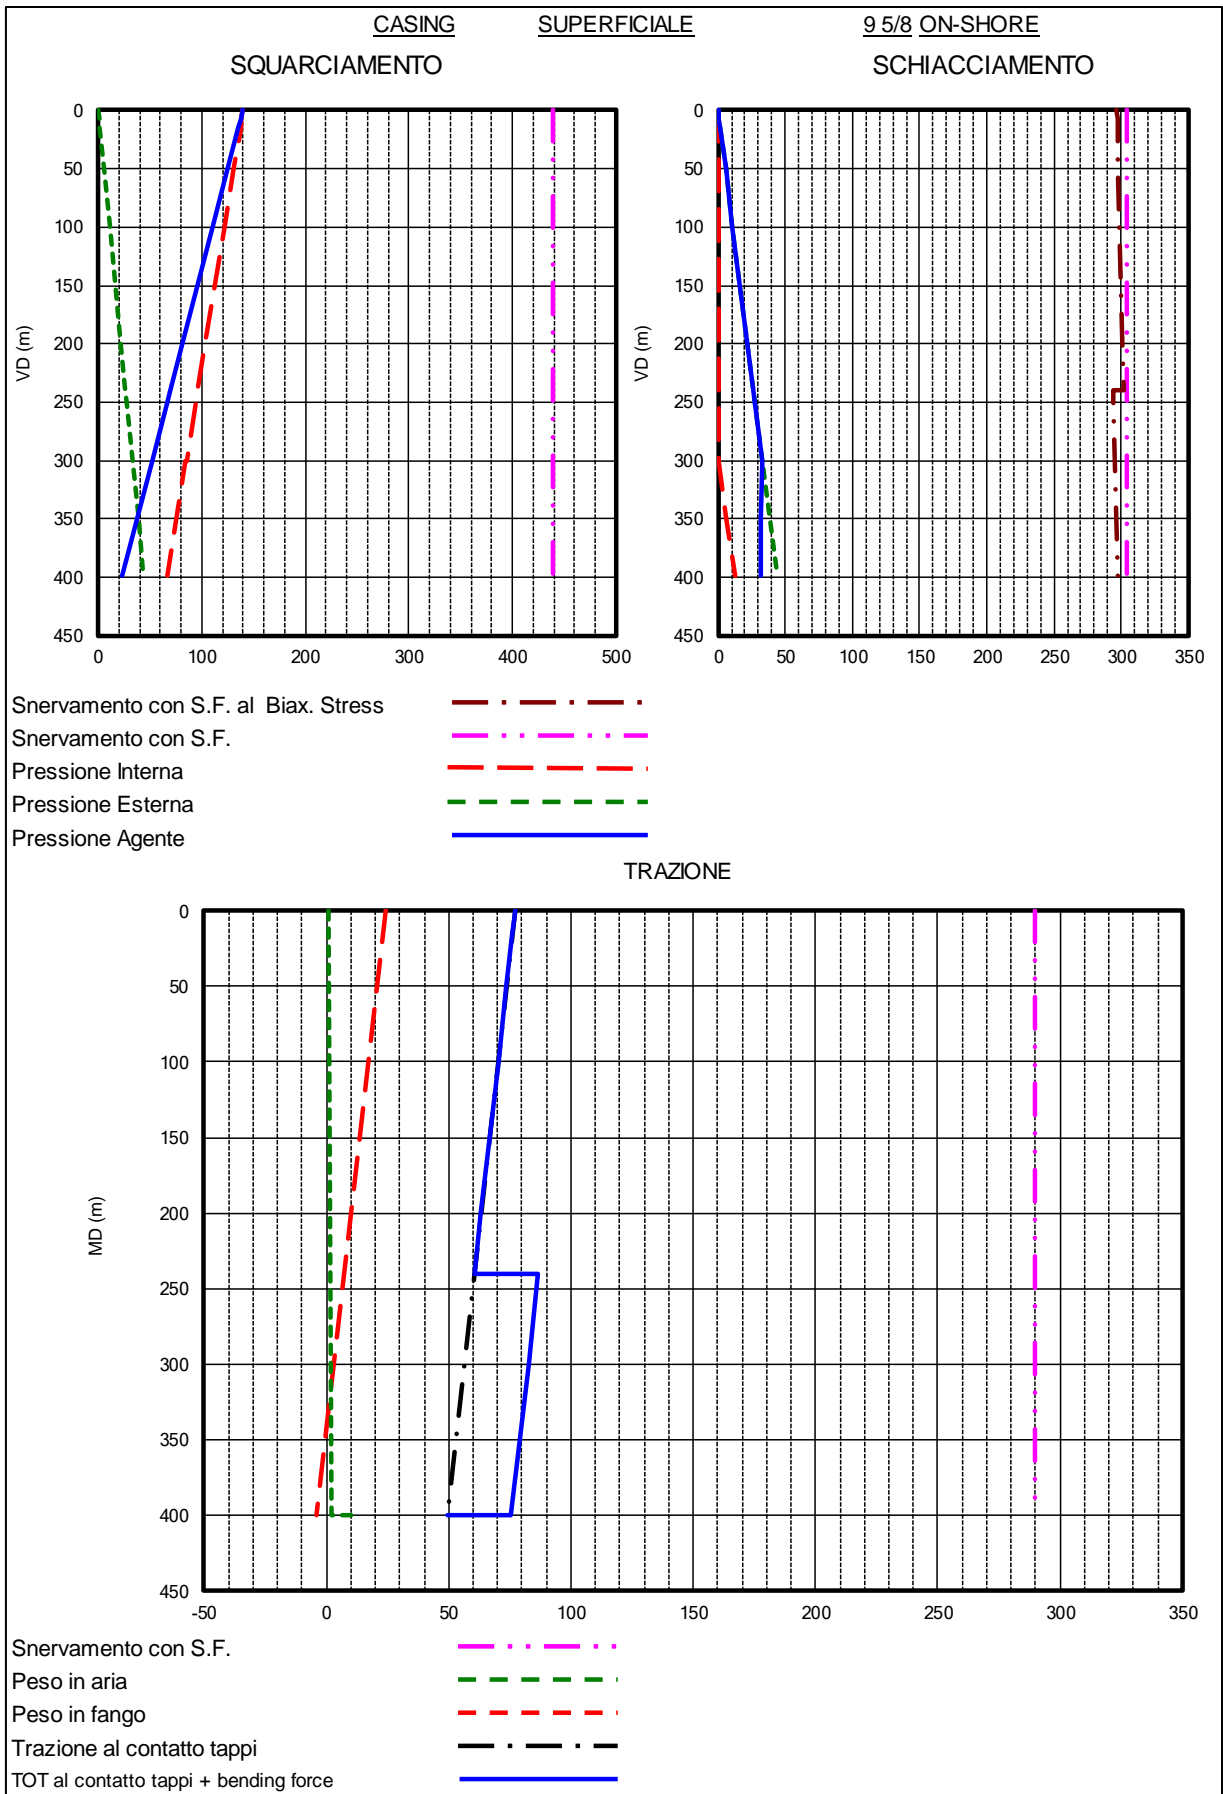 CASING SUPERFICIALE 9 5/8 ON-SHORE
SQUARCIAMENTO
0
50
100
150
200
250
300
350
400
450
VD (m)
0 100 200 300 400 500
SCHIACCIAMENTO
0
50
100
150
200
250
300
350
400
450
VD (m)
0 50 100 150 200 250 300 350
Snervamento con S.F. al Biax. Stress
Snervamento con S.F.
Pressione Interna
Pressione Esterna
Pressione Agente
TRAZIONE
0
50
100
150
200
250
300
350
400
450
MD (m)
-50 0 50 100 150 200 250 300 350
Snervamento con S.F.
Peso in aria
Peso in fango
Trazione al contatto tappi
TOT al contatto tappi + bending force